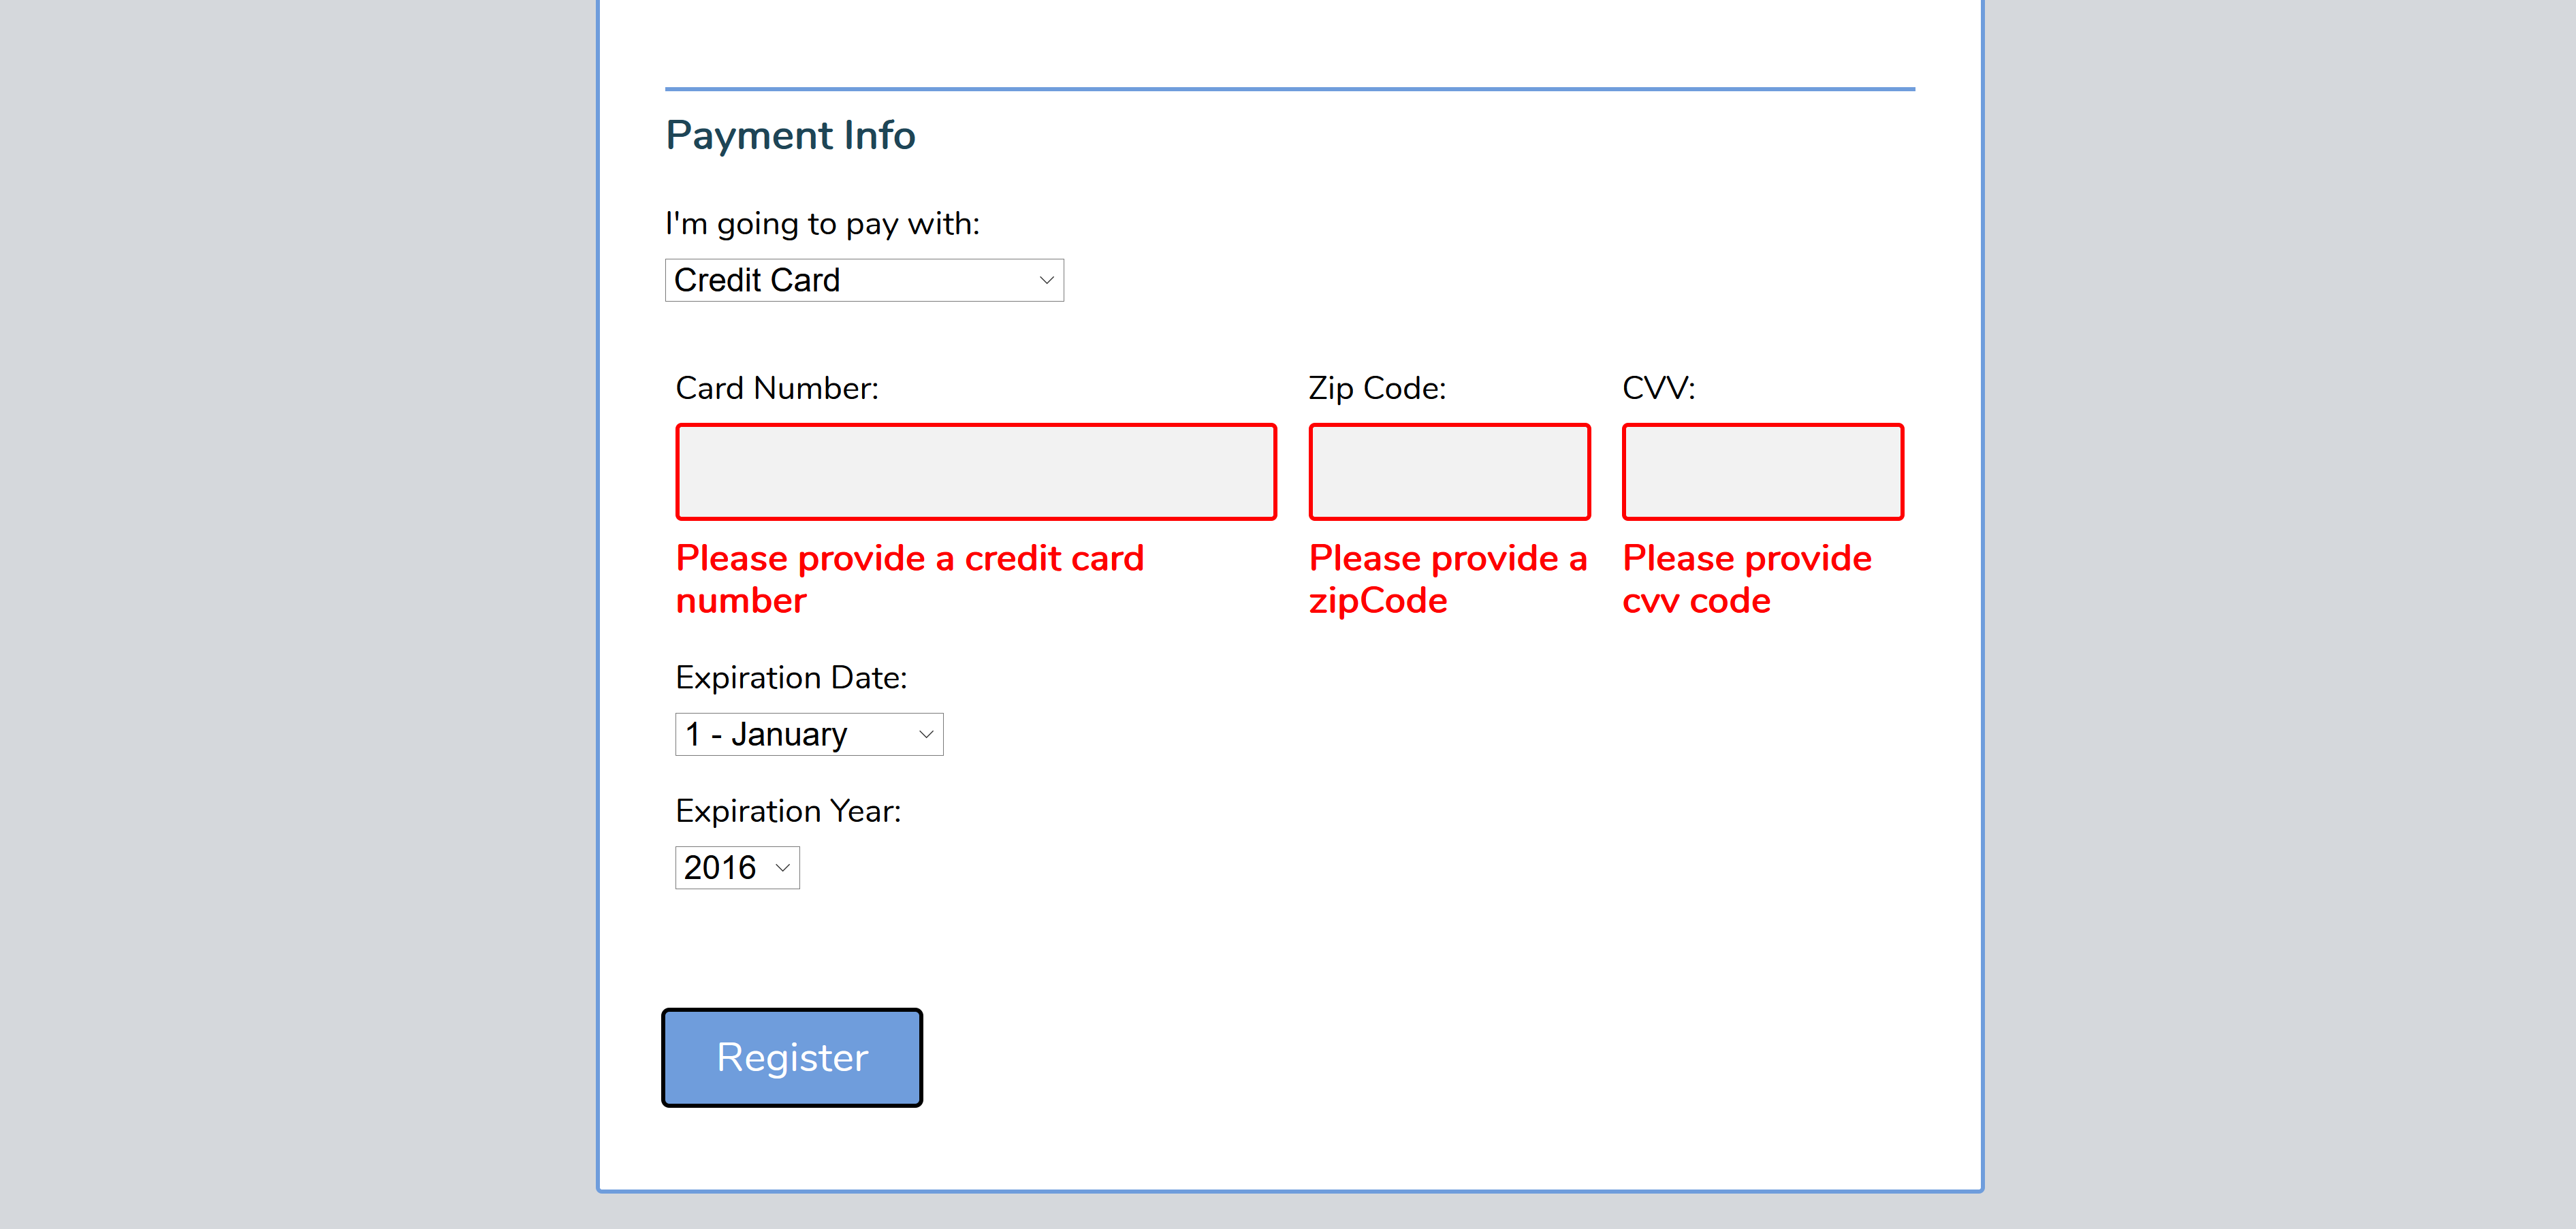 Payment Info
I'm going to pay with:
Credit Card
Card Number:
Zip Code:
CVV:
Please provide a credit card
number
Please provide a
zipCode
Please provide
cvv code
Expiration Date:
1 - January
Expiration Year:
2016
Register